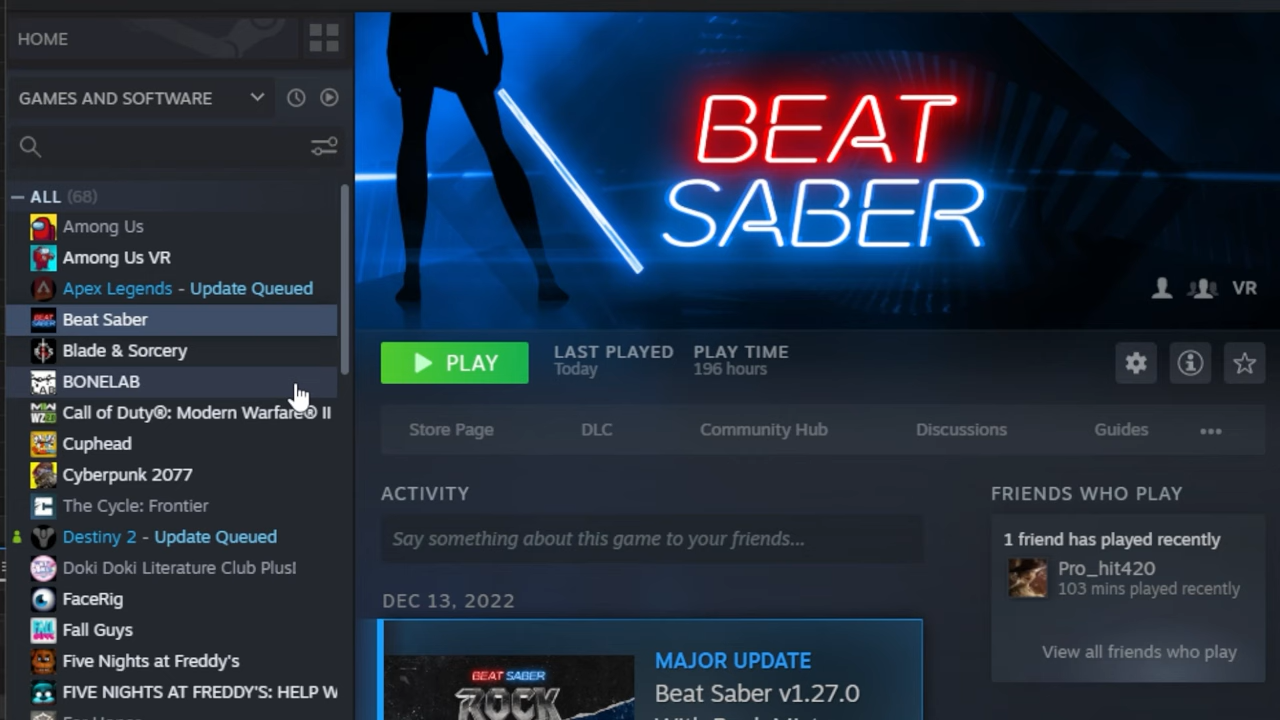 HOME
GAMES AND SOFTWARE
ALL (68)
Among Us
Among Us VR
Apex Legends - Update Queued
Beat Saber
Blade & Sorcery
BONELAB
Call of Duty®: Modern Warfare® II
Cuphead
Cyberpunk 2077
The Cycle: Frontier
Destiny 2 - Update Queued
Doki Doki Literature Club Plus!
FaceRig
Fall Guys
Five Nights at Freddy's
FIVE NIGHTS AT FREDDY'S: HELP W
BEAT
SABER
VR
PLAY
LAST PLAYED
Today
PLAY TIME
196 hours
Store Page
DLC
Community Hub
Discussions
Guides
ACTIVITY
Say something about this game to your friends...
DEC 13, 2022
BEAT SABER
ROCK
MAJOR UPDATE
Beat Saber v1.27.0
FRIENDS WHO PLAY
1 friend has played recently
Pro_hit420
103 mins played recently
View all friends who play